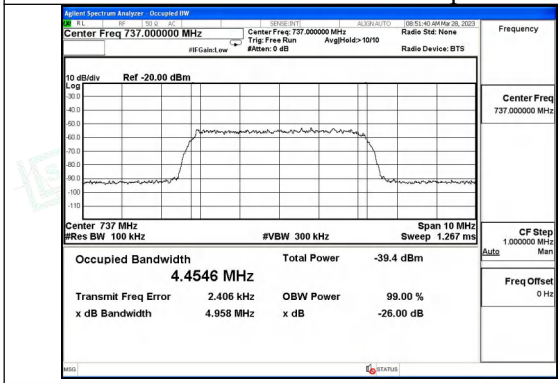 Agilent Spectrum Analyzer - Occupied BW
RL RF 50 Ω AC SENSE:INT ALIGN AUTO 08:51:40 AM Mar 28, 2023
Center Freq 737.000000 MHz Center Freq: 737.000000 MHz Radio Std: None Frequency
Trig: Free Run Avg|Hold:> 10/10
#IFGain:Low #Atten: 0 dB Radio Device: BTS
10 dB/div Ref -20.00 dBm
Log
-30.0
-40.0
-50.0
-60.0
-70.0
-80.0
-90.0
-100
-110
Center Freq
737.000000 MHz
Center 737 MHz Span 10 MHz
#Res BW 100 kHz #VBW 300 kHz Sweep 1.267 ms
CF Step
1.000000 MHz
Auto Man
Occupied Bandwidth Total Power -39.4 dBm
4.4546 MHz
Freq Offset
0 Hz
Transmit Freq Error 2.406 kHz OBW Power 99.00 %
x dB Bandwidth 4.958 MHz x dB -26.00 dB
MSG STATUS